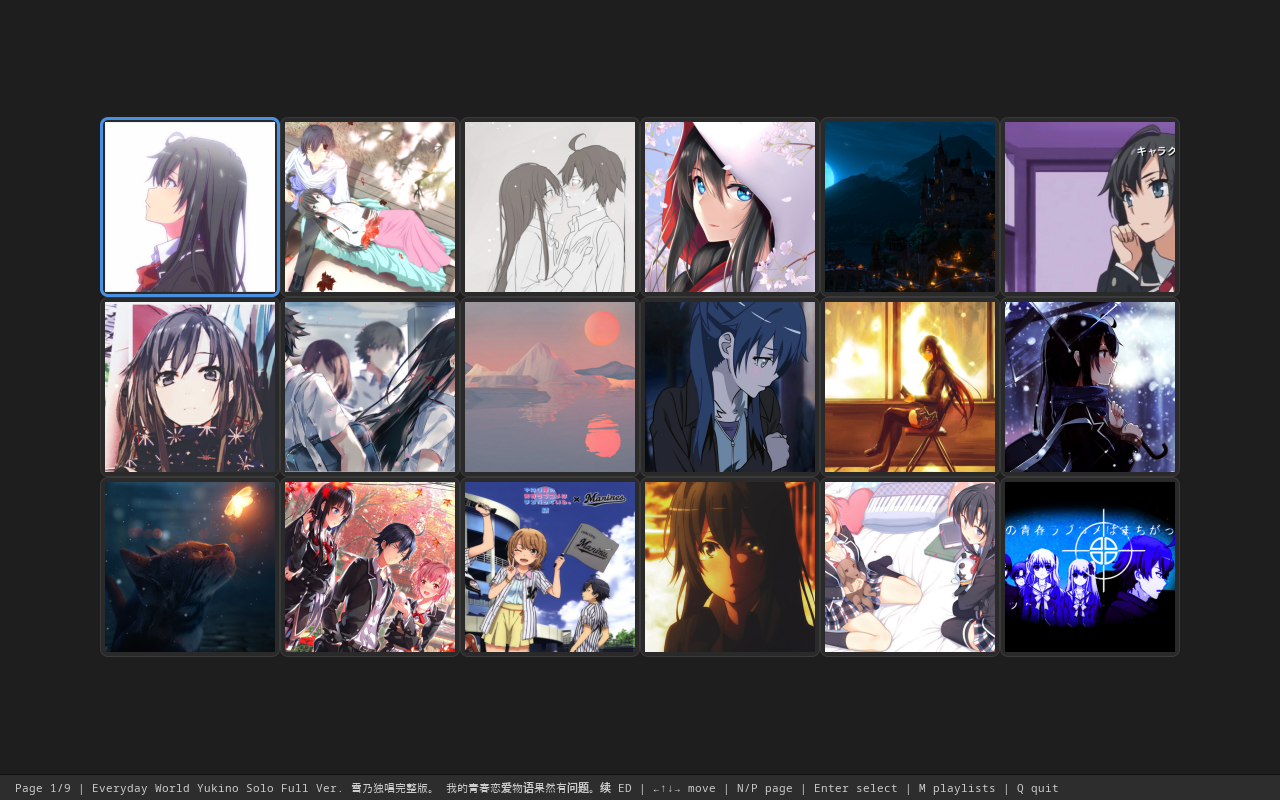 キャラク
Marines
Marines
の青春ラブコメはまちがっ
Page 1/9 | Everyday World Yukino Solo Full Ver. 雪乃独唱完整版。 我的青春恋爱物语果然有问题。续 ED | ←↑↓→ move | N/P page | Enter select | M playlists | Q quit